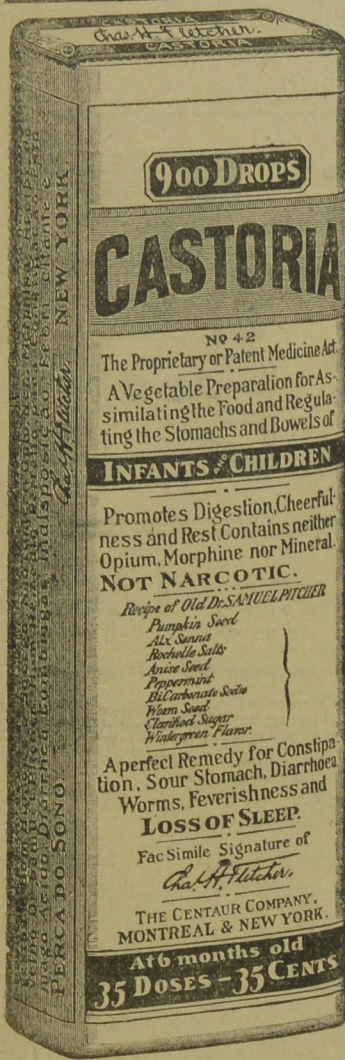 CASTORIA
Chas H. Fletcher.
CASTORIA
900 DROPS
CASTORIA
Nº 42
The Proprietary or Patent Medicine Act.
A Vegetable Preparation for As-
similating the Food and Regula-
ting the Stomachs and Bowels of
INFANTS AND CHILDREN
Promotes Digestion, Cheerful-
ness and Rest. Contains neither
Opium, Morphine nor Mineral.
NOT NARCOTIC.
Recipe of Old Dr. SAMUEL PITCHER
Pumpkin Seed
Alx. Senna
Rochelle Salts
Anise Seed
Peppermint
Bi Carbonate Soda
Worm Seed
Clarified Sugar
Wintergreen Flavor.
A perfect Remedy for Constipa-
tion, Sour Stomach, Diarrhoea
Worms, Feverishness and
LOSS OF SLEEP.
Fac Simile Signature of
Chas. H. Fletcher.
THE CENTAUR COMPANY,
MONTREAL & NEW YORK.
At 6 months old
35 DOSES – 35 CENTS
PERCA DO SONO.
Chas H Fletcher.
NEW YORK.